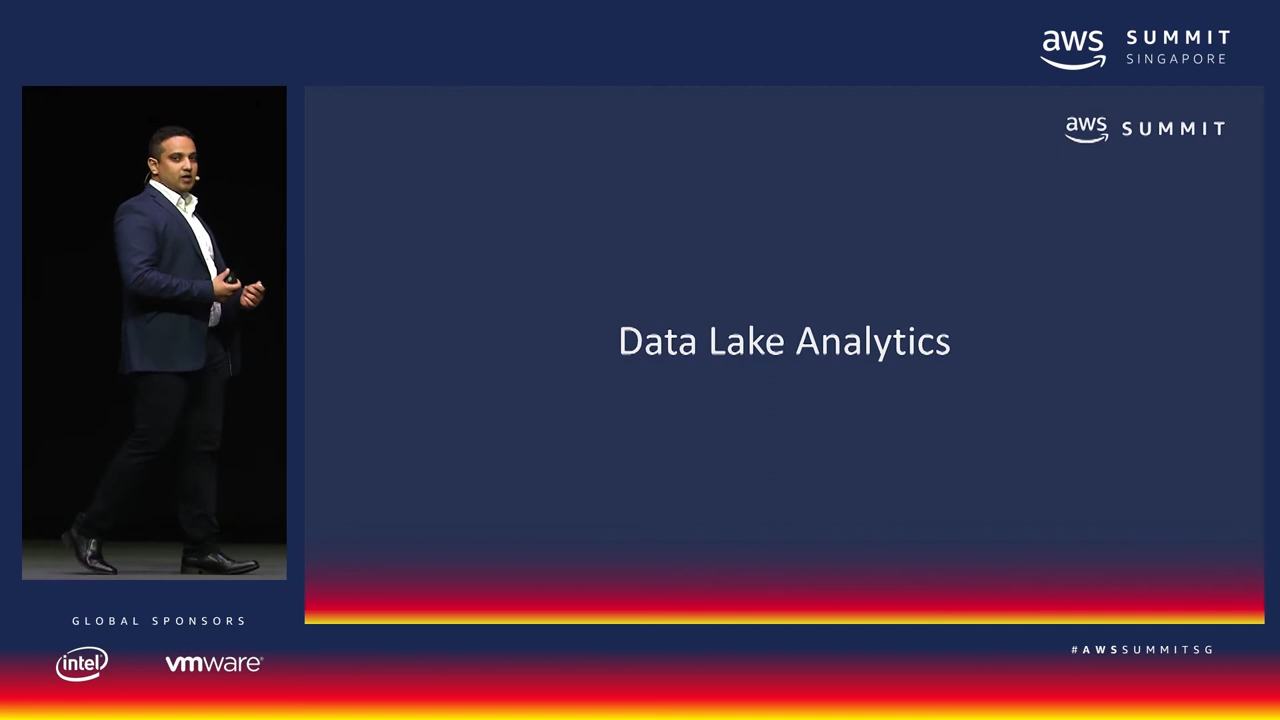 aws SUMMIT
SINGAPORE
aws SUMMIT
Data Lake Analytics
GLOBAL SPONSORS
intel vmware®
#AWSSUMMITSG